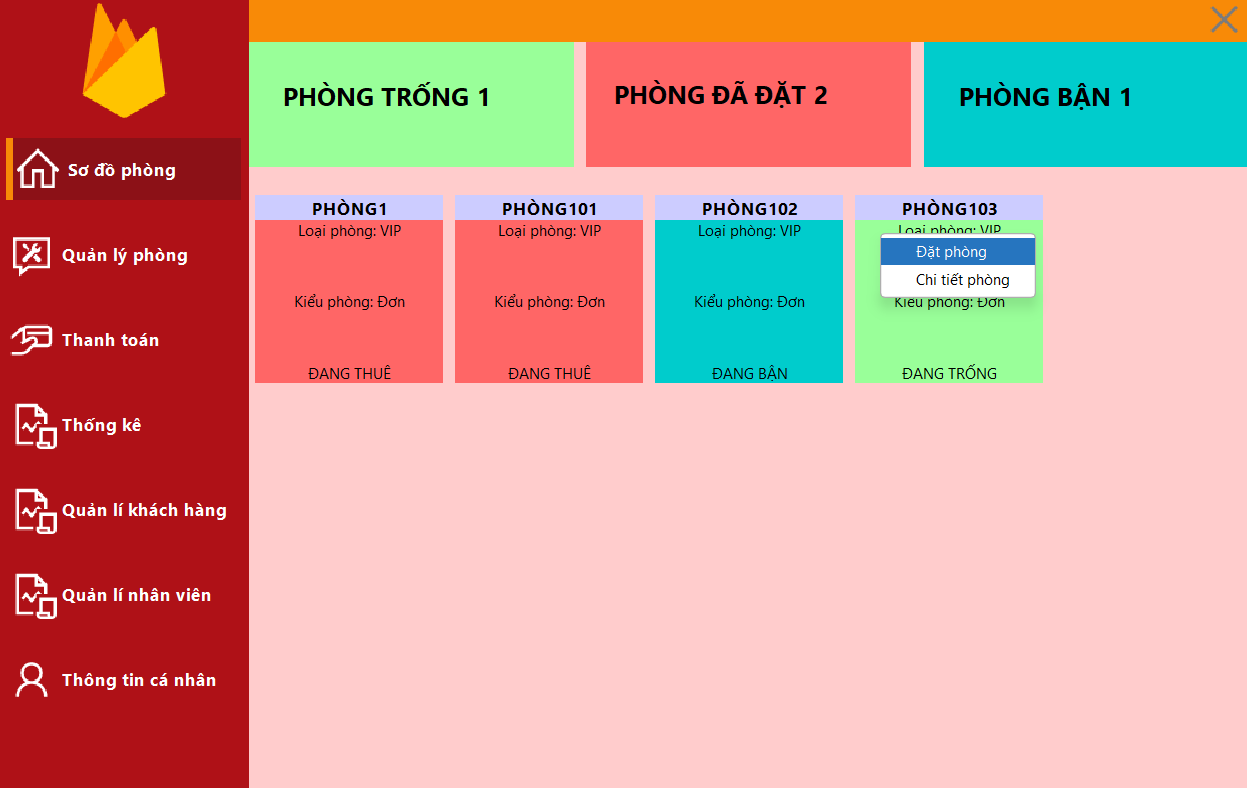 PHÒNG TRỐNG 1
PHÒNG ĐÃ ĐẶT 2
PHÒNG BẬN 1
Sơ đồ phòng
Quản lý phòng
Thanh toán
Thống kê
Quản lí khách hàng
Quản lí nhân viên
Thông tin cá nhân
PHÒNG1
Loại phòng: VIP
Kiểu phòng: Đơn
ĐANG THUÊ
PHÒNG101
Loại phòng: VIP
Kiểu phòng: Đơn
ĐANG THUÊ
PHÒNG102
Loại phòng: VIP
Kiểu phòng: Đơn
ĐANG BẬN
PHÒNG103
Loại phòng: VIP
Đặt phòng
Chi tiết phòng
Kiểu phòng: Đơn
ĐANG TRỐNG